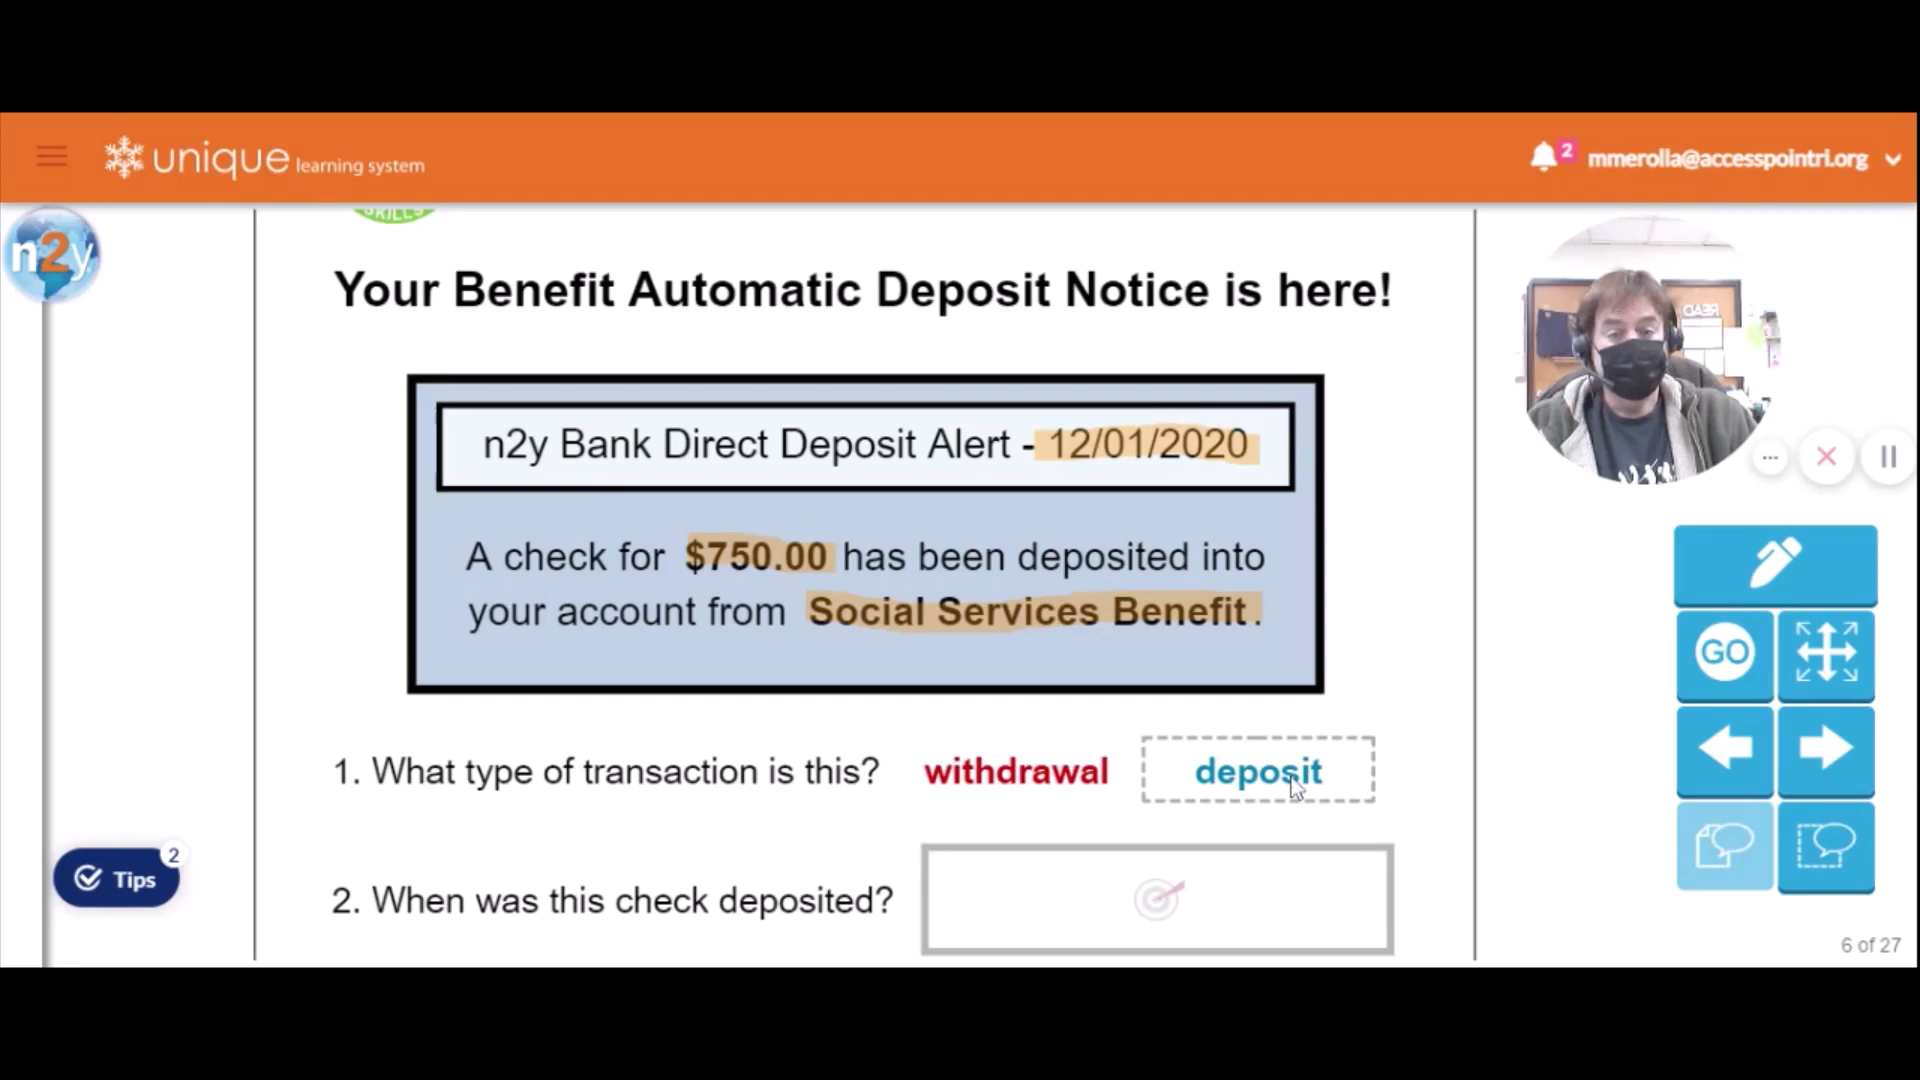 unique learning system
2
mmerolla@accesspointri.org
n2y
SKILLS
READ
Your Benefit Automatic Deposit Notice is here!
n2y Bank Direct Deposit Alert - 12/01/2020
A check for $750.00 has been deposited into
your account from Social Services Benefit.
1. What type of transaction is this? withdrawal deposit
2. When was this check deposited?
GO
2
Tips
6 of 27